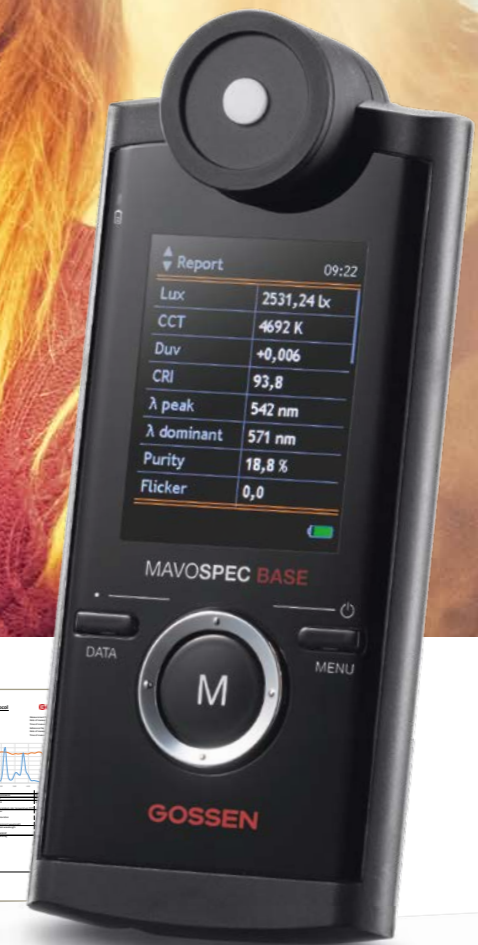 Report 09:22
Lux 2531,24 lx
CCT 4692 K
Duv +0,006
CRI 93,8
λ peak 542 nm
λ dominant 571 nm
Purity 18,8 %
Flicker 0,0
MAVOSPEC BASE
DATA
MENU
M
GOSSEN